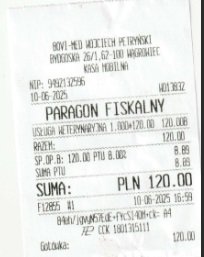 BOVI-MED WOJCIECH PETRYŃSKI
BYDGOSKA 26/1,62-100 WĄGROWIEC
KASA MOBILNA
NIP: 9492132596
10-06-2025 WO13832
PARAGON FISKALNY
USŁUGA WETERYNARYJNA 1.000×120.00 120.00B
RAZEM: 120.00
SP.OP.B: 120.00 PTU 8.00% 8.89
SUMA PTU 8.89
SUMA: PLN 120.00
F12855 #1 10-06-2025 16:59
CCK 1801315111
Gotówka: 120.00